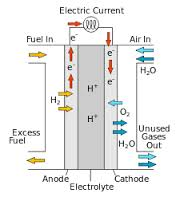 Electric Current
Fuel In
Air In
e⁻
e⁻
e⁻
e⁻
H₂O
H⁺
H₂
H⁺
O₂
Excess
Fuel
H₂O
Unused
Gases
Out
Anode
Cathode
Electrolyte